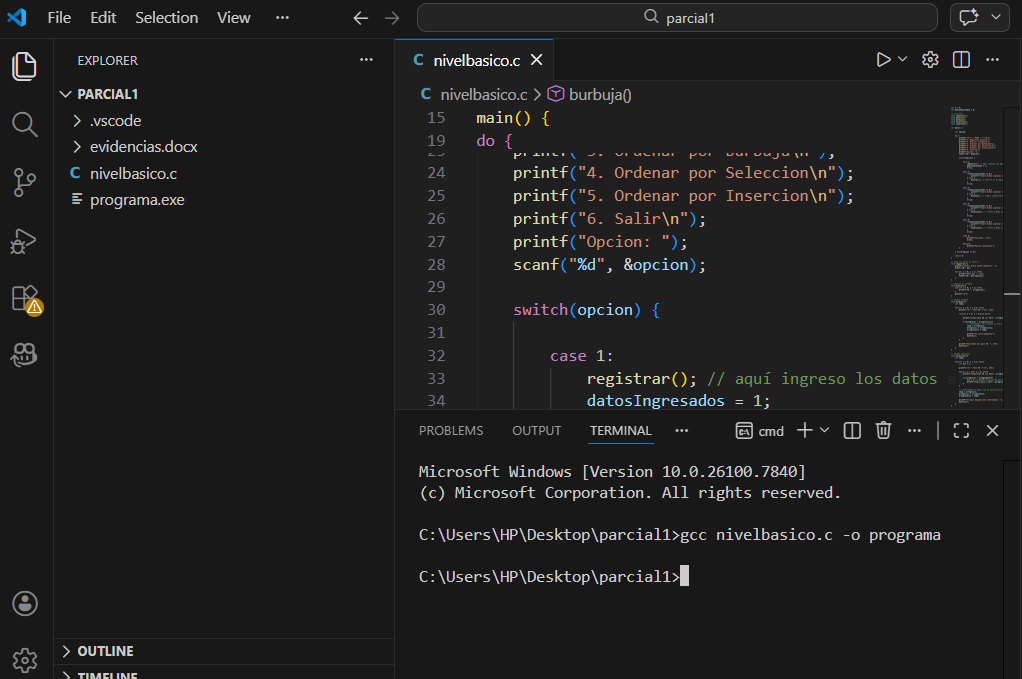 File Edit Selection View ··· parcial1
EXPLORER ···
PARCIAL1
.vscode
evidencias.docx
C nivelbasico.c
programa.exe
C nivelbasico.c
C nivelbasico.c > burbuja()
15 main() {
19 do {
24 printf("4. Ordenar por Seleccion\n");
25 printf("5. Ordenar por Insercion\n");
26 printf("6. Salir\n");
27 printf("Opcion: ");
28 scanf("%d", &opcion);
29
30 switch(opcion) {
31
32 case 1:
33 registrar(); // aquí ingreso los datos
34 datosIngresados = 1;
PROBLEMS OUTPUT TERMINAL ··· cmd
Microsoft Windows [Version 10.0.26100.7840]
(c) Microsoft Corporation. All rights reserved.
C:\Users\HP\Desktop\parcial1>gcc nivelbasico.c -o programa
C:\Users\HP\Desktop\parcial1>
OUTLINE
TIMELINE